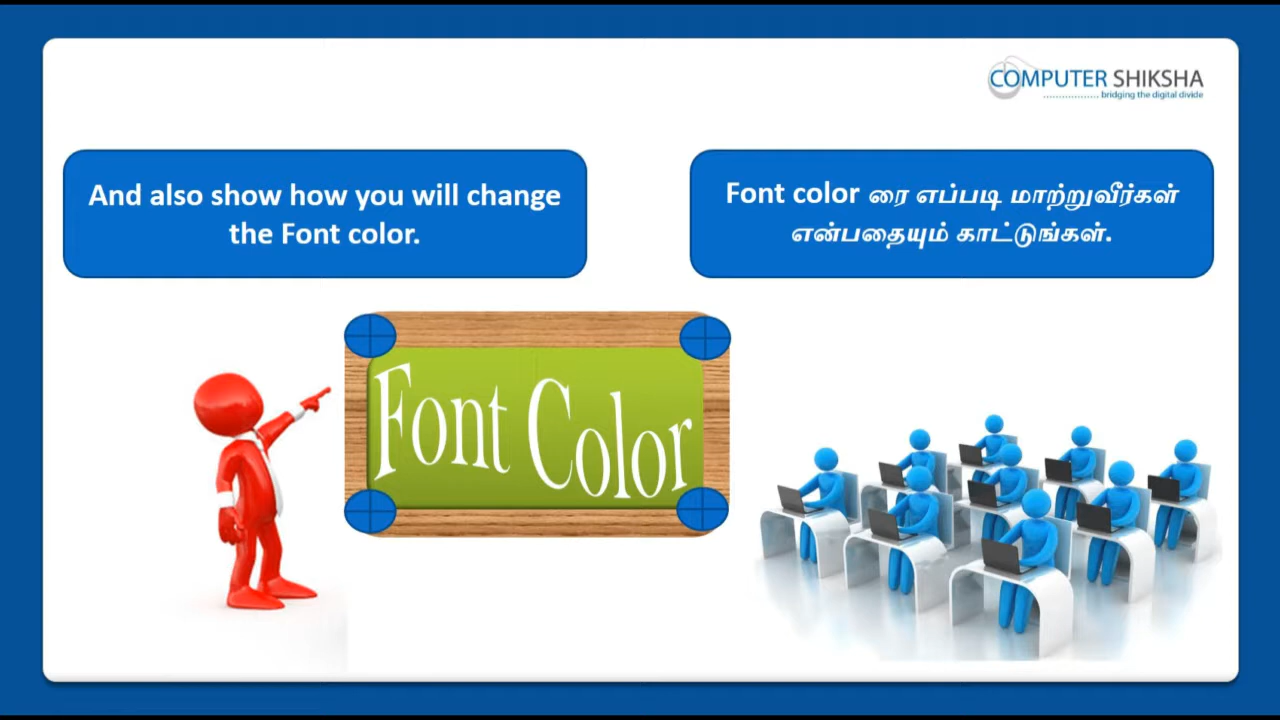 COMPUTER SHIKSHA
bridging the digital divide
And also show how you will change
the Font color.
Font color ரை எப்படி மாற்றுவீர்கள்
என்பதையும் காட்டுங்கள்.
Font Color